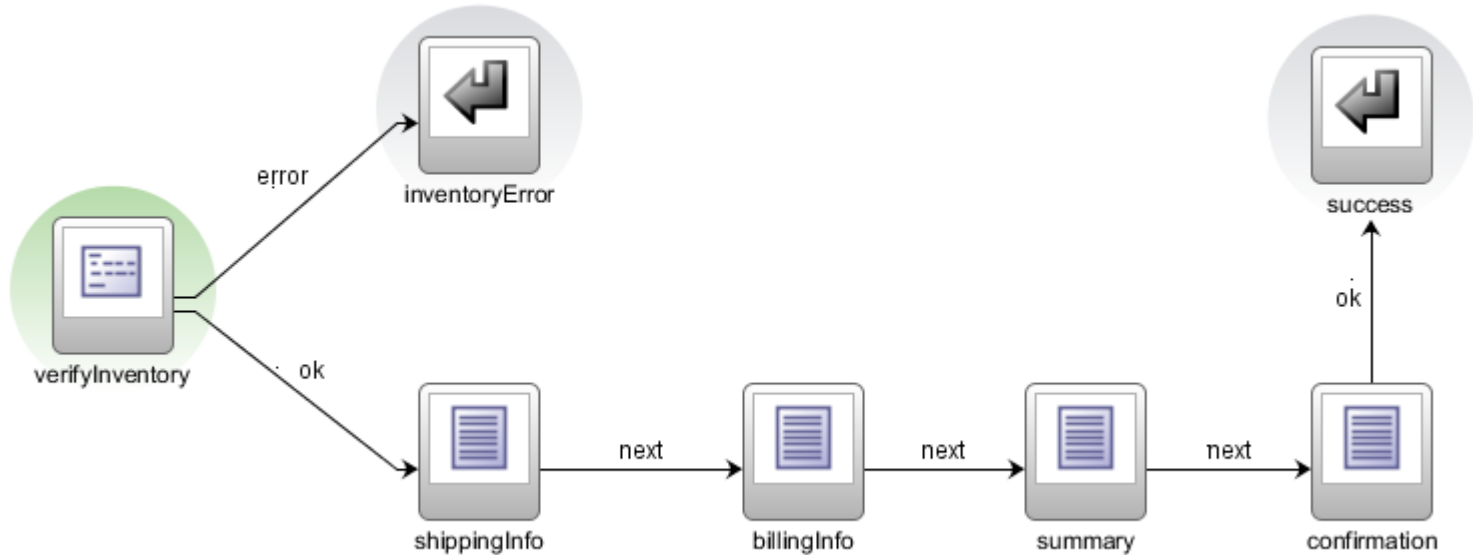 error
inventoryError
success
ok
verifyInventory
ok
next
next
next
shippingInfo
billingInfo
summary
confirmation